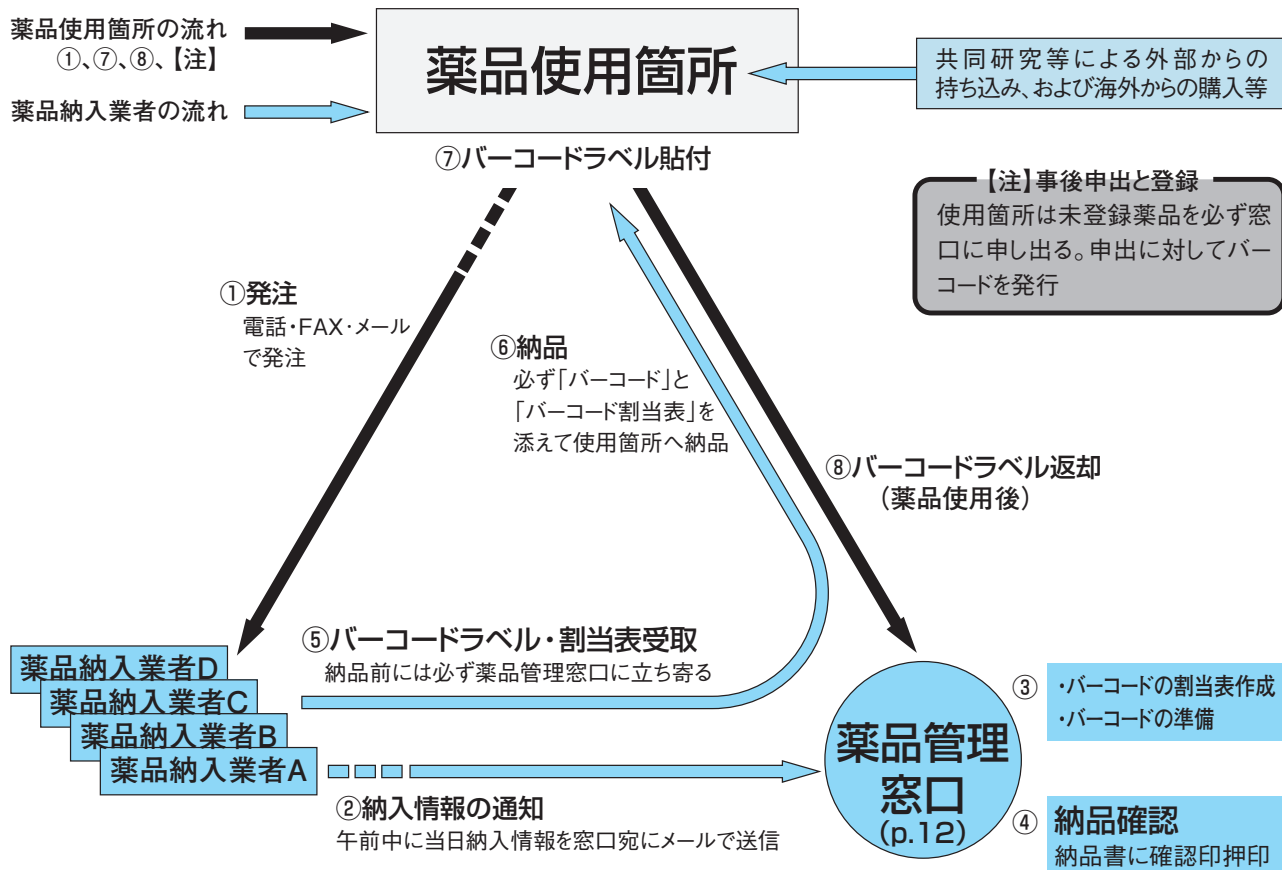 薬品使用箇所の流れ
①、⑦、⑧、【注】
薬品納入業者の流れ
薬品使用箇所
共同研究等による外部からの
持ち込み、および海外からの購入等
⑦バーコードラベル貼付
【注】事後申出と登録
使用箇所は未登録薬品を必ず窓
口に申し出る。申出に対してバー
コードを発行
①発注
電話・FAX・メール
で発注
⑥納品
必ず「バーコード」と
「バーコード割当表」を
添えて使用箇所へ納品
⑧バーコードラベル返却
(薬品使用後)
⑤バーコードラベル・割当表受取
納品前には必ず薬品管理窓口に立ち寄る
薬品納入業者D
薬品納入業者C
薬品納入業者B
薬品納入業者A
②納入情報の通知
午前中に当日納入情報を窓口宛にメールで送信
薬品管理
窓口
(p.12)
③ ・バーコードの割当表作成
・バーコードの準備
④ 納品確認
納品書に確認印押印